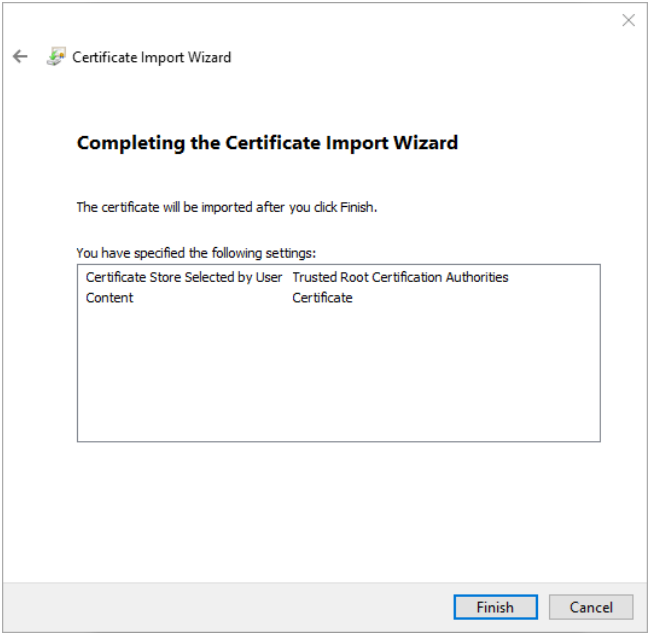 Certificate Import Wizard
Completing the Certificate Import Wizard
The certificate will be imported after you click Finish.
You have specified the following settings:
Certificate Store Selected by User Trusted Root Certification Authorities
Content Certificate
Finish Cancel